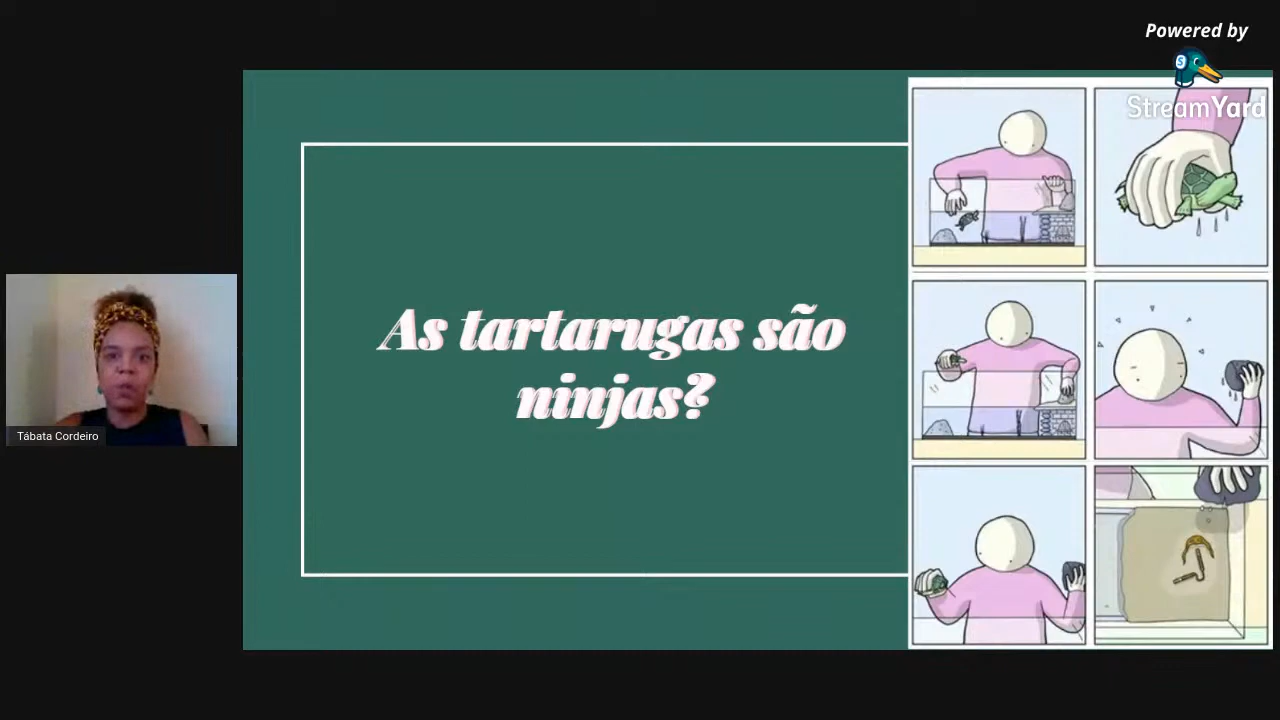 Powered by
StreamYard
As tartarugas são
ninjas?
Tábata Cordeiro